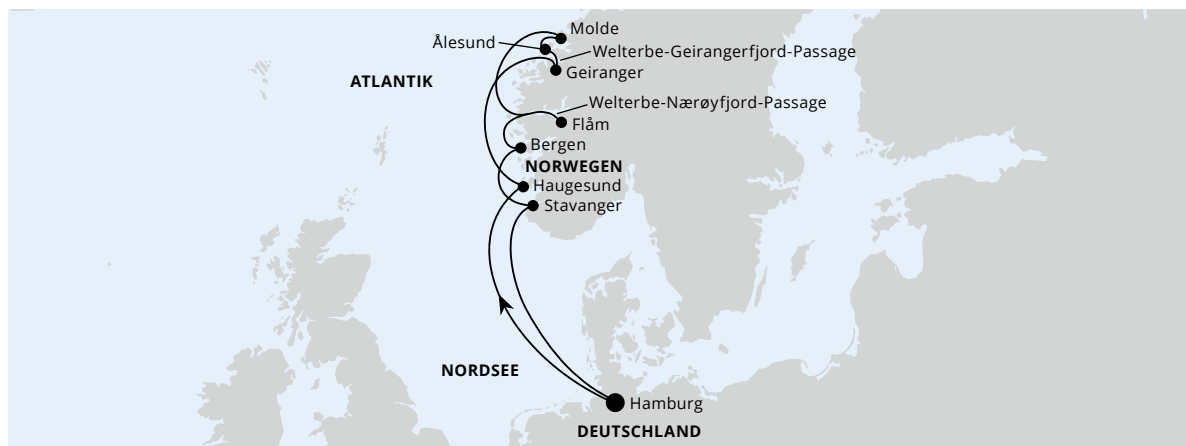 Molde
Ålesund
Welterbe-Geirangerfjord-Passage
Geiranger
ATLANTIK
Welterbe-Nærøyfjord-Passage
Flåm
Bergen
NORWEGEN
Haugesund
Stavanger
NORDSEE
Hamburg
DEUTSCHLAND